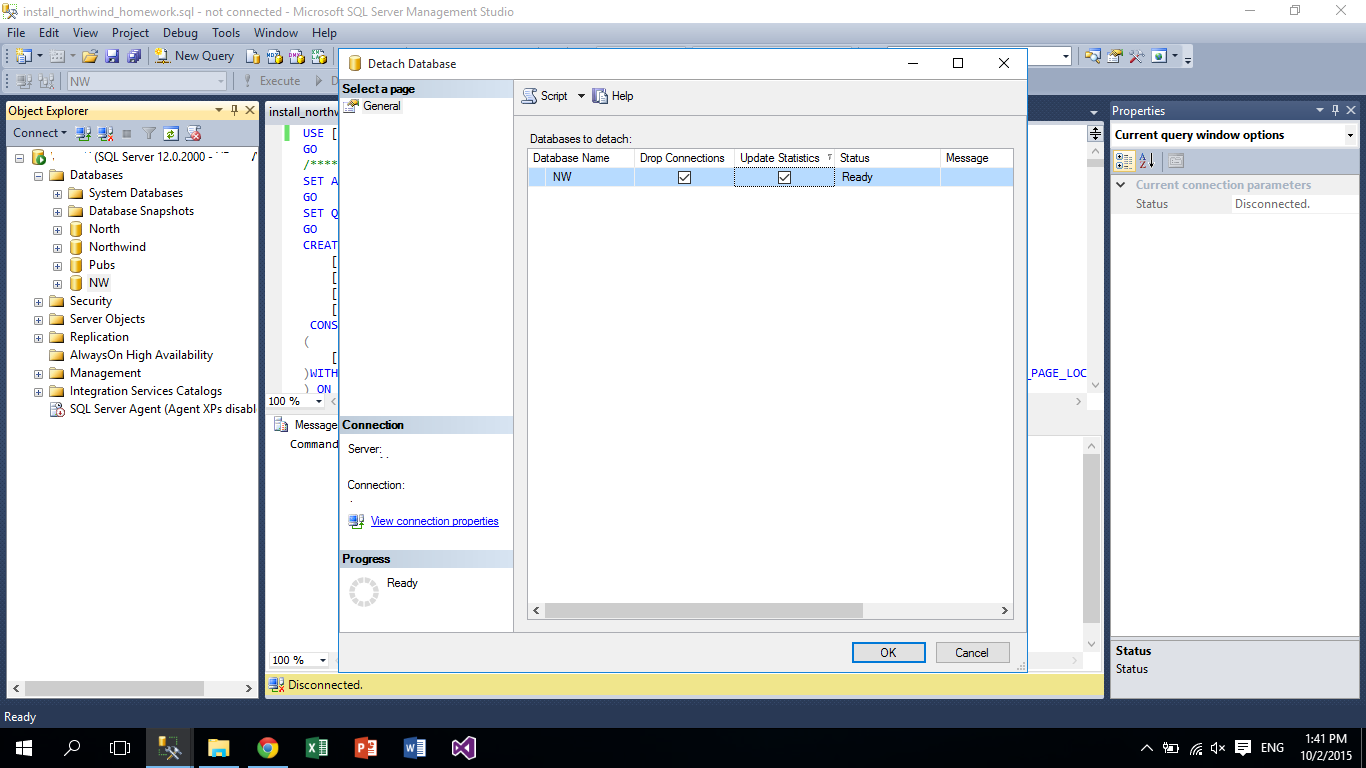 install_northwind_homework.sql - not connected - Microsoft SQL Server Management Studio
File Edit View Project Debug Tools Window Help
New Query
NW
Execute
Detach Database
Select a page
General
Script
Help
Databases to detach:
Database Name Drop Connections Update Statistics Status Message
NW Ready
Connection
Server:
Connection:
View connection properties
Progress
Ready
OK Cancel
Object Explorer
Connect
(SQL Server 12.0.2000 -
Databases
System Databases
Database Snapshots
North
Northwind
Pubs
NW
Security
Server Objects
Replication
AlwaysOn High Availability
Management
Integration Services Catalogs
SQL Server Agent (Agent XPs disabl
install_northw
USE [
GO
/****
SET A
GO
SET Q
GO
CREAT
[
[
[
[
CONS
(
[
)WITH _PAGE_LOC
) ON
100 %
Message
Command
100 %
Disconnected.
Properties
Current query window options
Current connection parameters
Status Disconnected.
Status
Status
Ready
ENG
1:41 PM
10/2/2015